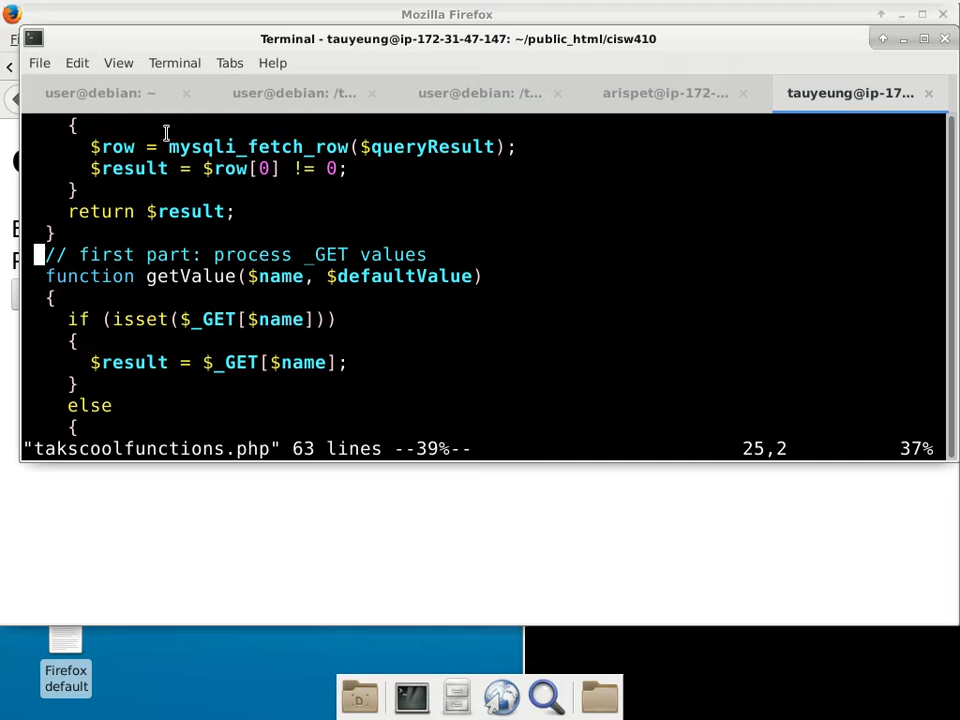 Mozilla Firefox
Terminal - tauyeung@ip-172-31-47-147: ~/public_html/cisw410
File Edit View Terminal Tabs Help
user@debian: ~ user@debian: /t... user@debian: /t... arispet@ip-172-... tauyeung@ip-17...
{
$row = mysqli_fetch_row($queryResult);
$result = $row[0] != 0;
}
return $result;
}
// first part: process _GET values
function getValue($name, $defaultValue)
{
if (isset($_GET[$name]))
{
$result = $_GET[$name];
}
else
{
"takscoolfunctions.php" 63 lines --39%-- 25,2 37%
Firefox
default